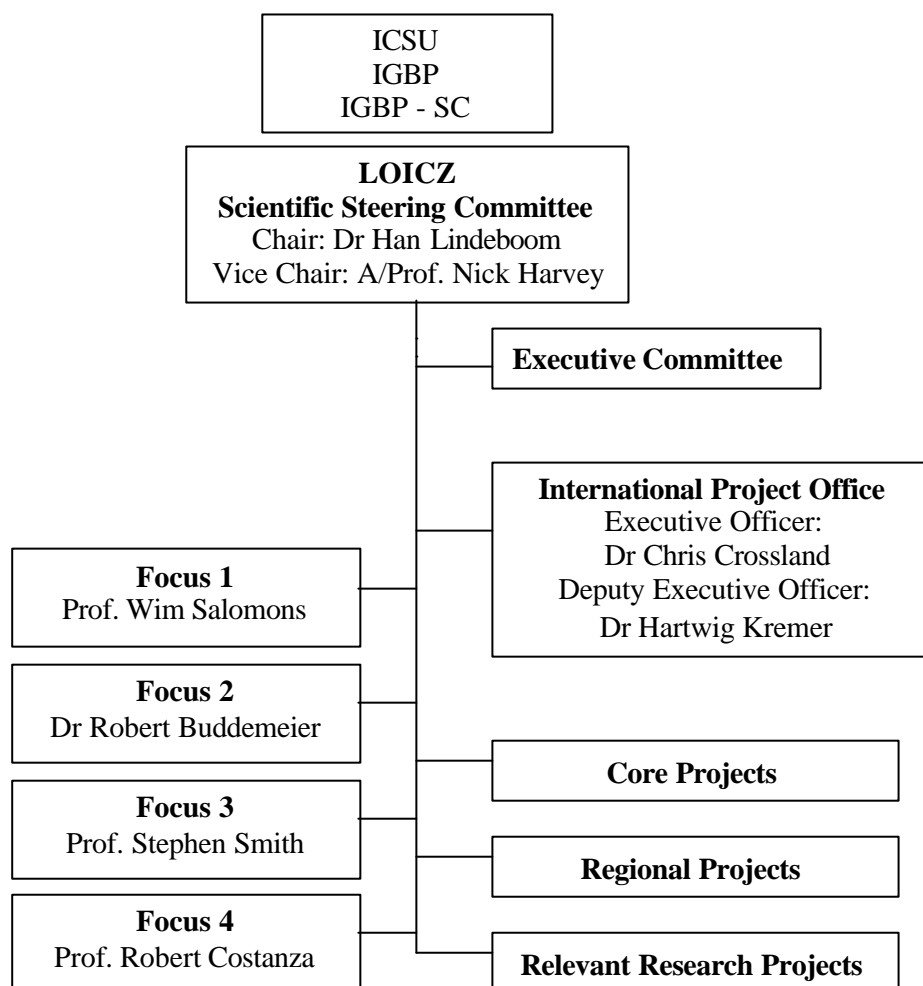 ICSU
IGBP
IGBP - SC
LOICZ
Scientific Steering Committee
Chair: Dr Han Lindeboom
Vice Chair: A/Prof. Nick Harvey
Executive Committee
International Project Office
Executive Officer:
Dr Chris Crossland
Deputy Executive Officer:
Dr Hartwig Kremer
Focus 1
Prof. Wim Salomons
Focus 2
Dr Robert Buddemeier
Focus 3
Prof. Stephen Smith
Focus 4
Prof. Robert Costanza
Core Projects
Regional Projects
Relevant Research Projects